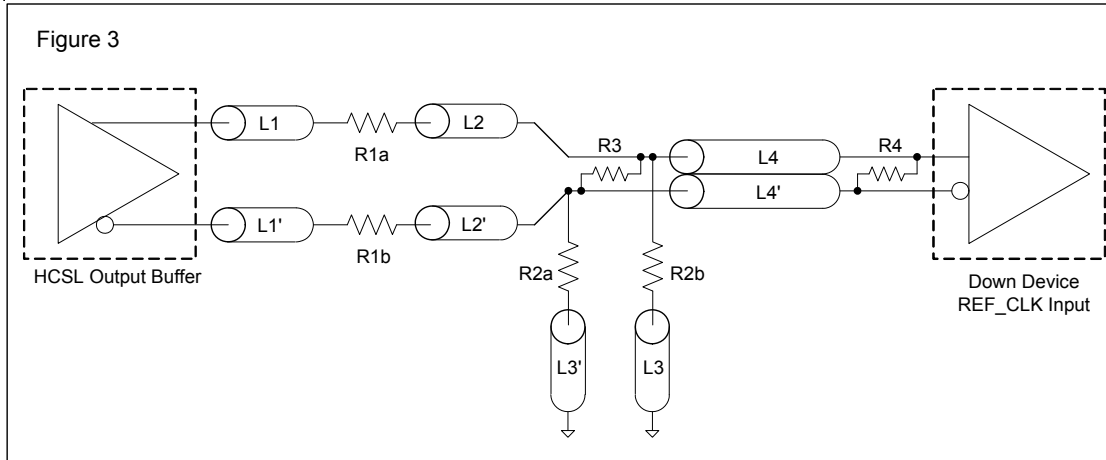 Figure 3
L1
R1a
L2
R3
L4
R4
L1'
R1b
L2'
L4'
HCSL Output Buffer
R2a
R2b
Down Device
REF_CLK Input
L3'
L3